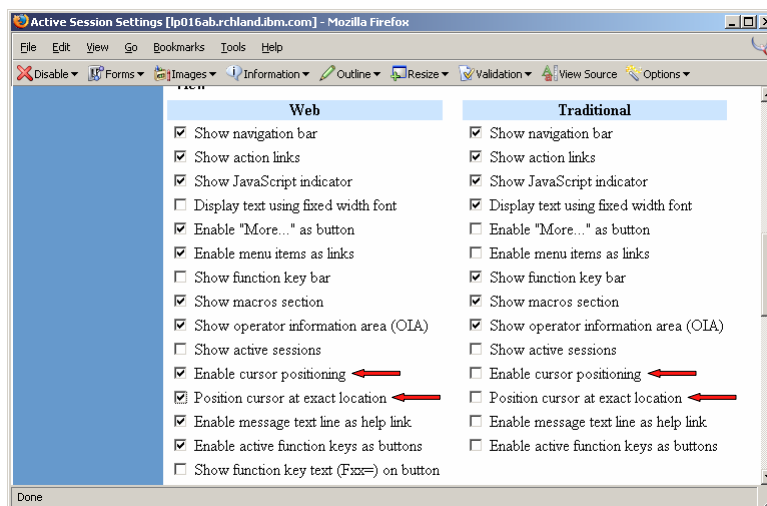 Active Session Settings [lp016ab.rchland.ibm.com] - Mozilla Firefox
File Edit View Go Bookmarks Tools Help
Disable Forms Images Information Outline Resize Validation View Source Options
View
Web Traditional
Show navigation bar Show navigation bar
Show action links Show action links
Show JavaScript indicator Show JavaScript indicator
Display text using fixed width font Display text using fixed width font
Enable "More..." as button Enable "More..." as button
Enable menu items as links Enable menu items as links
Show function key bar Show function key bar
Show macros section Show macros section
Show operator information area (OIA) Show operator information area (OIA)
Show active sessions Show active sessions
Enable cursor positioning Enable cursor positioning
Position cursor at exact location Position cursor at exact location
Enable message text line as help link Enable message text line as help link
Enable active function keys as buttons Enable active function keys as buttons
Show function key text (Fxx=) on button
Done